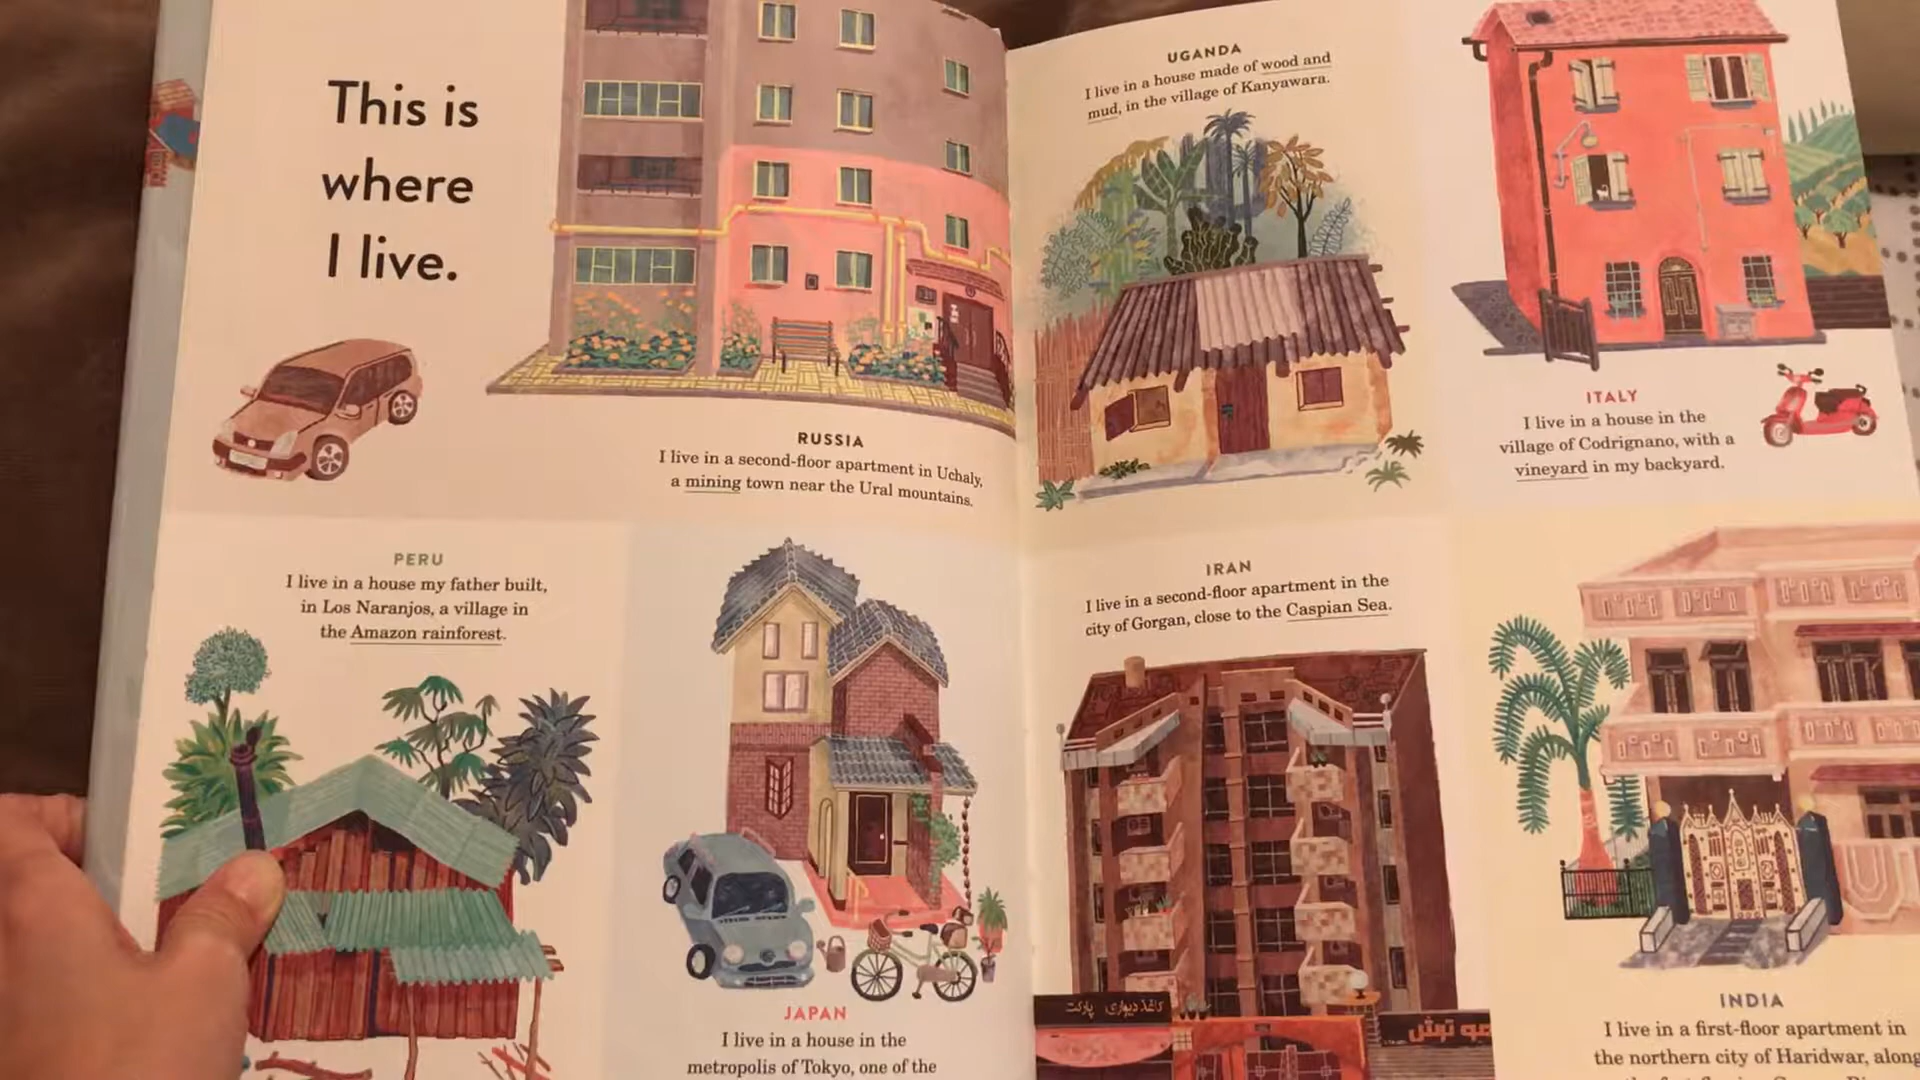 This is
where
I live.
RUSSIA
I live in a second-floor apartment in Uchaly,
a mining town near the Ural mountains.
PERU
I live in a house my father built,
in Los Naranjos, a village in
the Amazon rainforest.
JAPAN
I live in a house in the
metropolis of Tokyo, one of the
UGANDA
I live in a house made of wood and
mud, in the village of Kanyawara.
ITALY
I live in a house in the
village of Codrignano, with a
vineyard in my backyard.
IRAN
I live in a second-floor apartment in the
city of Gorgan, close to the Caspian Sea.
کاغذ دیواری پارکت
INDIA
I live in a first-floor apartment in
the northern city of Haridwar, along